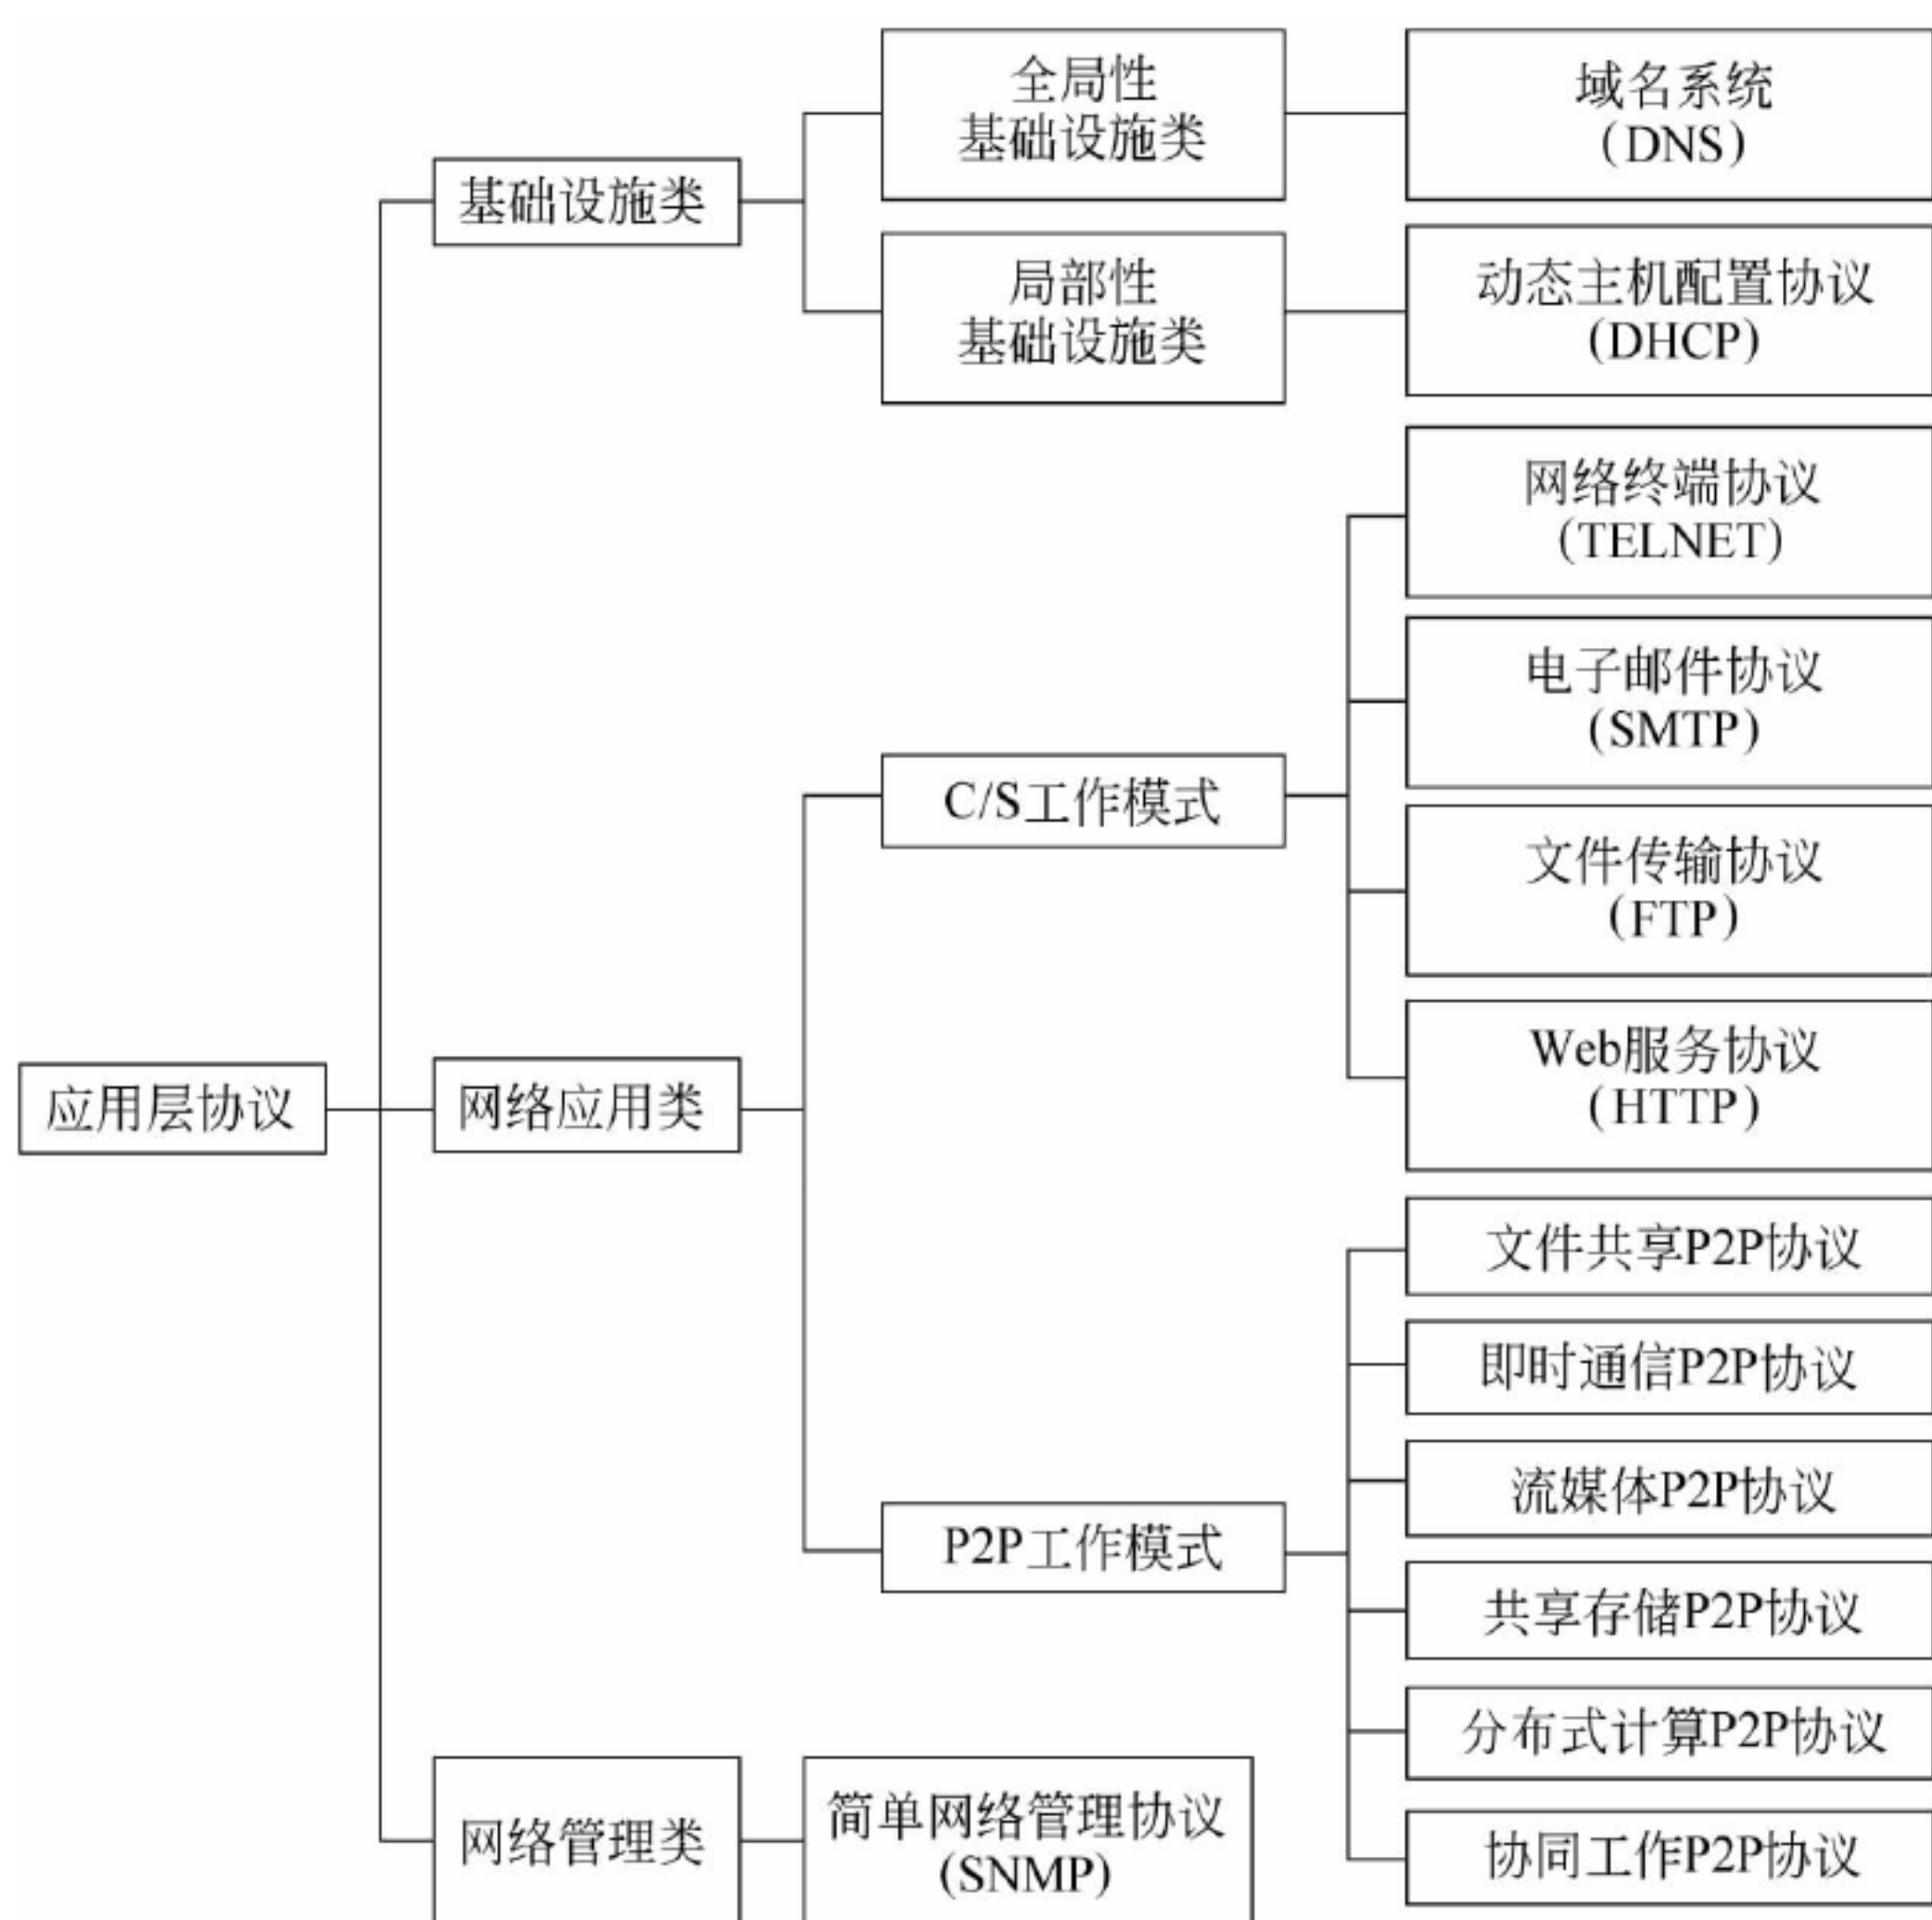 全局性
基础设施类
域名系统
(DNS)
基础设施类
局部性
基础设施类
动态主机配置协议
(DHCP)
网络终端协议
(TELNET)
电子邮件协议
(SMTP)
C/S工作模式
文件传输协议
(FTP)
Web服务协议
(HTTP)
应用层协议
网络应用类
文件共享P2P协议
即时通信P2P协议
流媒体P2P协议
P2P工作模式
共享存储P2P协议
分布式计算P2P协议
协同工作P2P协议
网络管理类
简单网络管理协议
(SNMP)